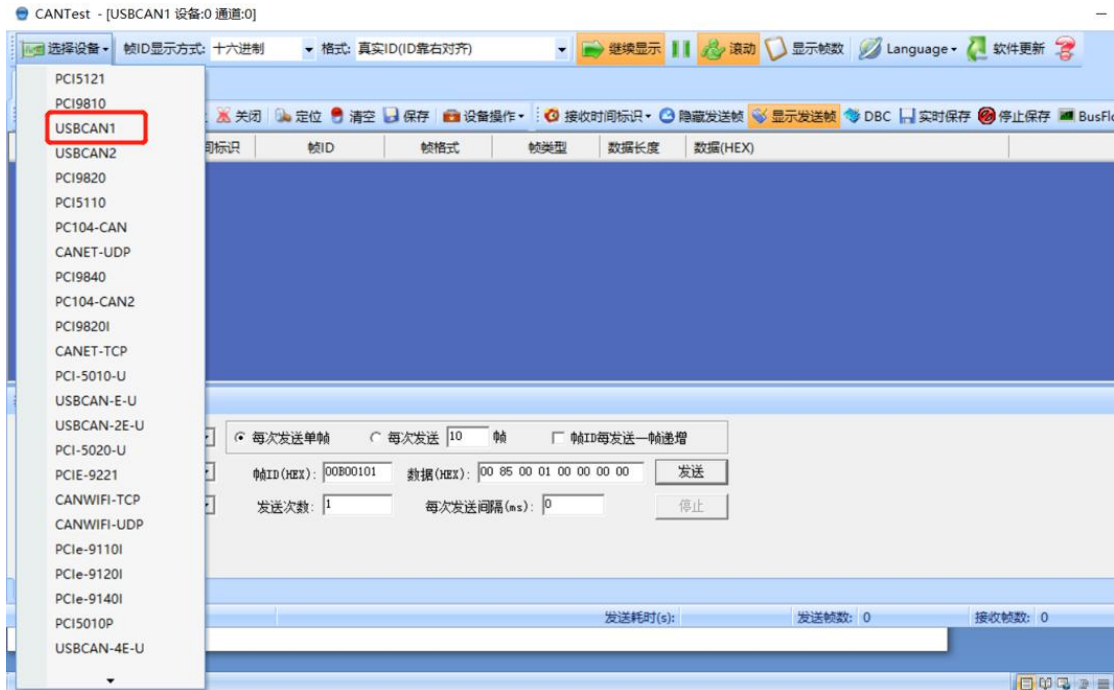 CANTest - [USBCAN1 设备:0 通道:0]
选择设备 帧ID显示方式: 十六进制 格式: 真实ID(ID靠右对齐) 继续显示 滚动 显示帧数 Language 软件更新
PCI5121
PCI9810
关闭 定位 清空 保存 设备操作 接收时间标识 隐藏发送帧 显示发送帧 DBC 实时保存 停止保存 BusFlo
USBCAN1
间标识 帧ID 帧格式 帧类型 数据长度 数据(HEX)
USBCAN2
PCI9820
PCI5110
PC104-CAN
CANET-UDP
PCI9840
PC104-CAN2
PCI9820I
CANET-TCP
PCI-5010-U
USBCAN-E-U
USBCAN-2E-U
每次发送单帧 每次发送 10 帧 帧ID每发送一帧递增
PCI-5020-U
PCIE-9221
帧ID(HEX): 00B00101 数据(HEX): 00 85 00 01 00 00 00 00 发送
CANWIFI-TCP
发送次数: 1 每次发送间隔(ms): 0 停止
CANWIFI-UDP
PCIe-9110I
PCIe-9120I
PCIe-9140I
PCI5010P
发送耗时(s): 发送帧数: 0 接收帧数: 0
USBCAN-4E-U